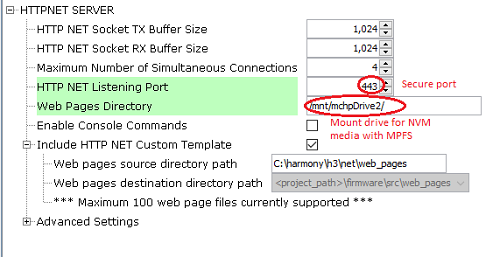 HTTPNET SERVER
HTTP NET Socket TX Buffer Size 1,024
HTTP NET Socket RX Buffer Size 1,024
Maximum Number of Simultaneous Connections 4
HTTP NET Listening Port 443 Secure port
Web Pages Directory /mnt/mchpDrive2/
Enable Console Commands Mount drive for NVM
media with MPFS
Include HTTP NET Custom Template
Web pages source directory path C:\harmony\h3\net\web_pages
Web pages destination directory path <project_path>\firmware\src\web_pages
*** Maximum 100 web page files currently supported ***
Advanced Settings